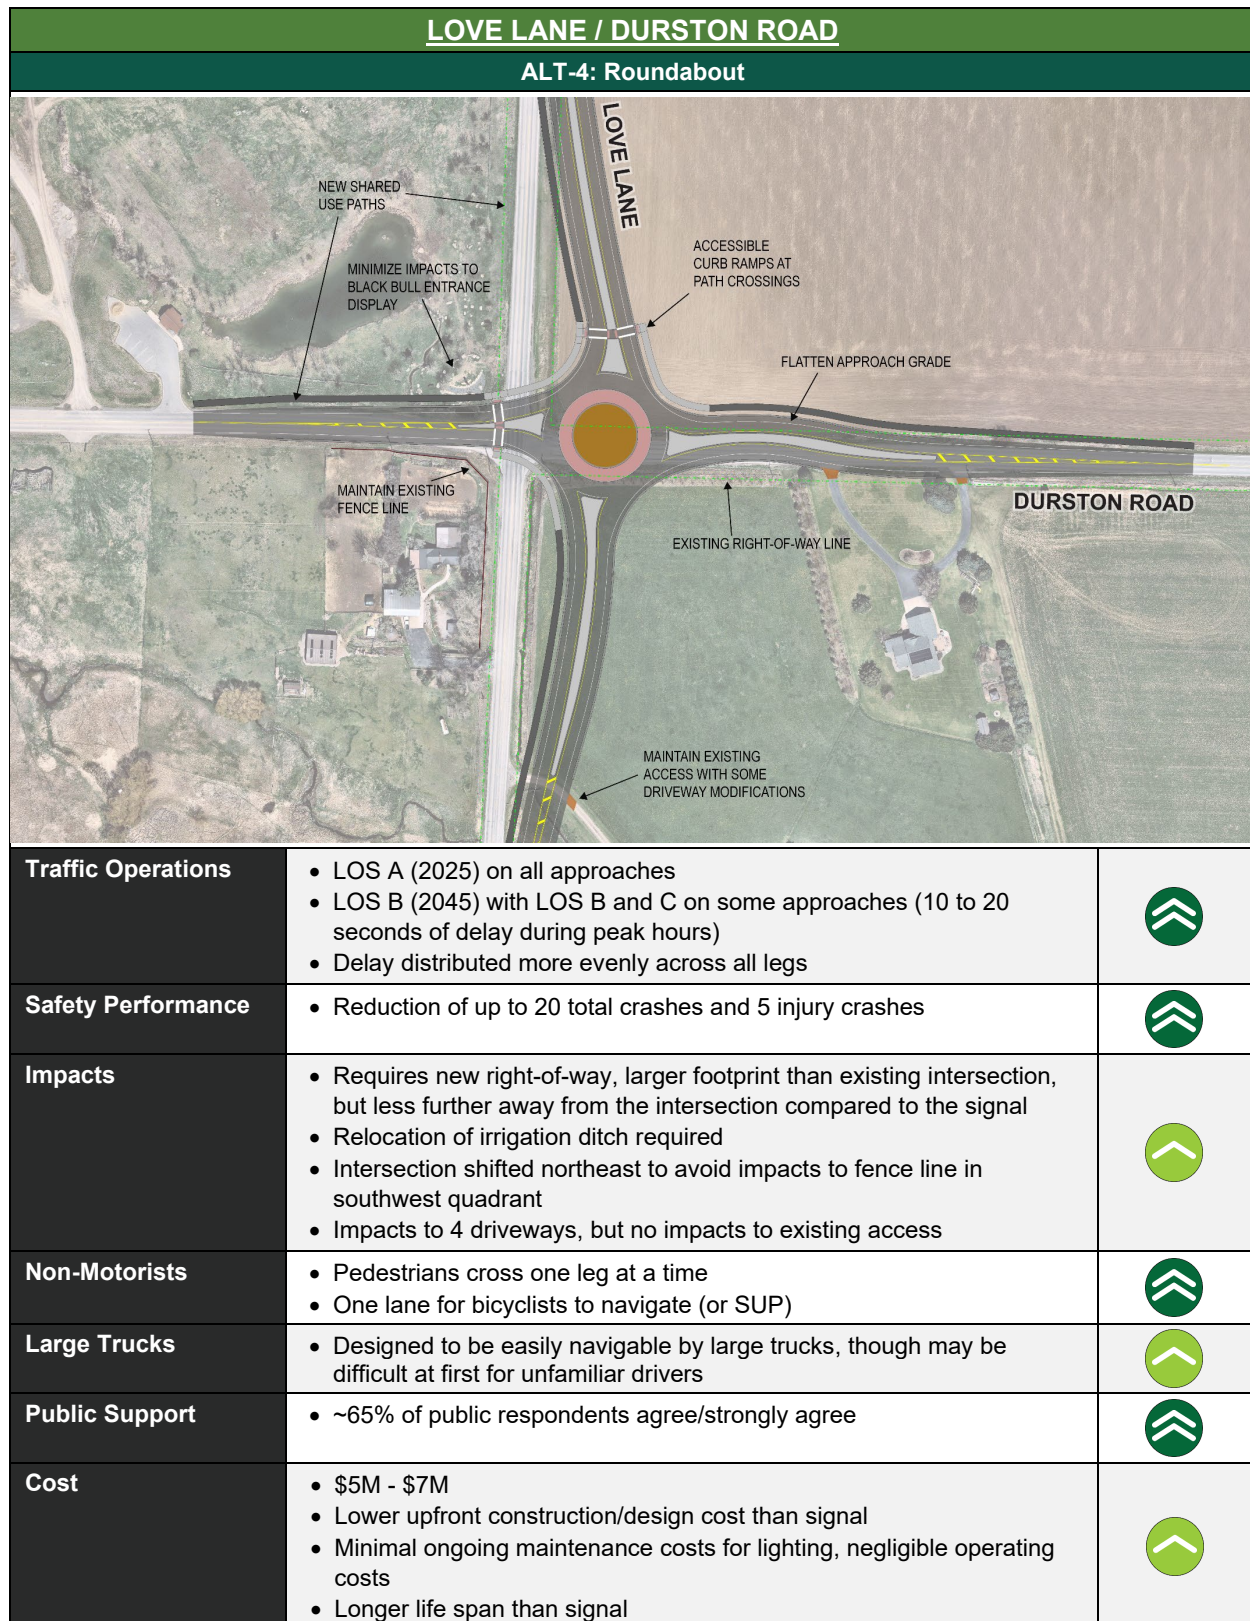 LOVE LANE / DURSTON ROAD
ALT-4: Roundabout
LOVE LANE
NEW SHARED
USE PATHS
MINIMIZE IMPACTS TO
BLACK BULL ENTRANCE
DISPLAY
ACCESSIBLE
CURB RAMPS AT
PATH CROSSINGS
FLATTEN APPROACH GRADE
MAINTAIN EXISTING
FENCE LINE
DURSTON ROAD
EXISTING RIGHT-OF-WAY LINE
MAINTAIN EXISTING
ACCESS WITH SOME
DRIVEWAY MODIFICATIONS
Traffic Operations
• LOS A (2025) on all approaches
• LOS B (2045) with LOS B and C on some approaches (10 to 20
seconds of delay during peak hours)
• Delay distributed more evenly across all legs
Safety Performance
• Reduction of up to 20 total crashes and 5 injury crashes
Impacts
• Requires new right-of-way, larger footprint than existing intersection,
but less further away from the intersection compared to the signal
• Relocation of irrigation ditch required
• Intersection shifted northeast to avoid impacts to fence line in
southwest quadrant
• Impacts to 4 driveways, but no impacts to existing access
Non-Motorists
• Pedestrians cross one leg at a time
• One lane for bicyclists to navigate (or SUP)
Large Trucks
• Designed to be easily navigable by large trucks, though may be
difficult at first for unfamiliar drivers
Public Support
• ~65% of public respondents agree/strongly agree
Cost
• $5M - $7M
• Lower upfront construction/design cost than signal
• Minimal ongoing maintenance costs for lighting, negligible operating
costs
• Longer life span than signal